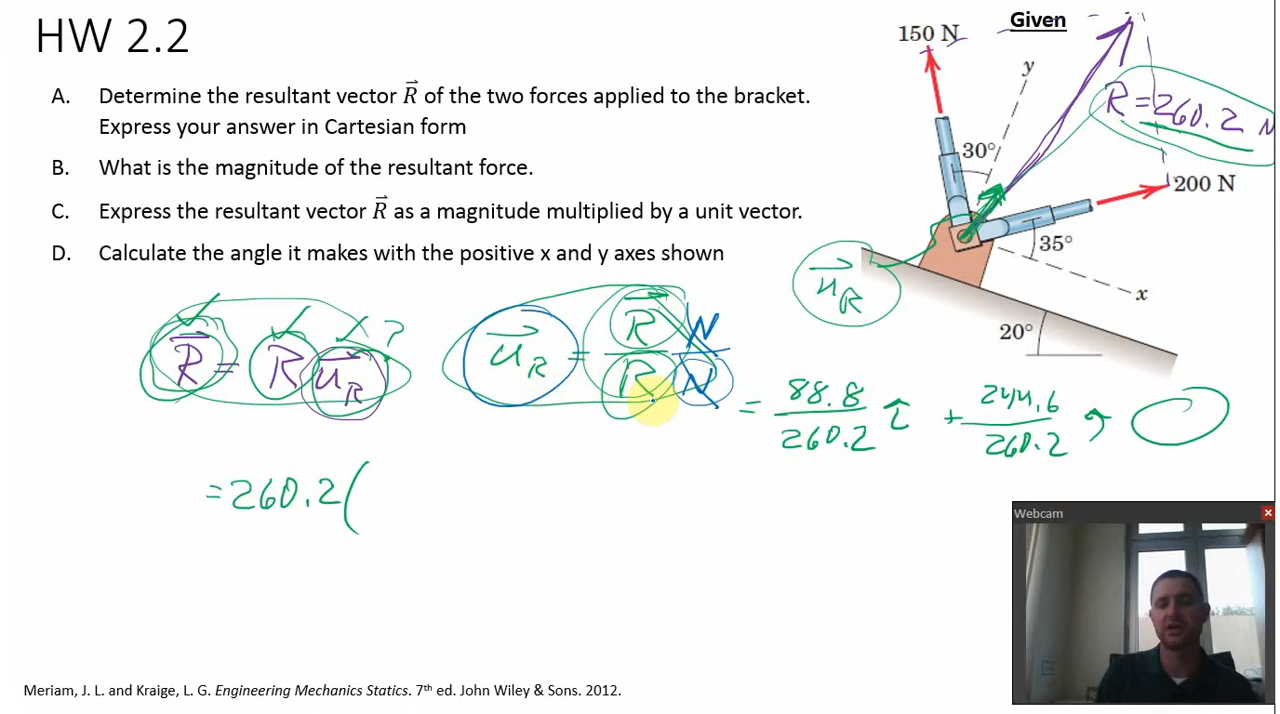 HW 2.2
A. Determine the resultant vector R⃗ of the two forces applied to the bracket.
Express your answer in Cartesian form
B. What is the magnitude of the resultant force.
C. Express the resultant vector R⃗ as a magnitude multiplied by a unit vector.
D. Calculate the angle it makes with the positive x and y axes shown
Given
150 N
y
R = 260.2 N
30°
200 N
35°
x
20°
u⃗R
R⃗ = R u⃗R ?
u⃗R = R⃗/R N/N = 88.8/260.2 î + 244.6/260.2 ĵ
= 260.2 (
Webcam
Meriam, J. L. and Kraige, L. G. Engineering Mechanics Statics. 7th ed. John Wiley & Sons. 2012.